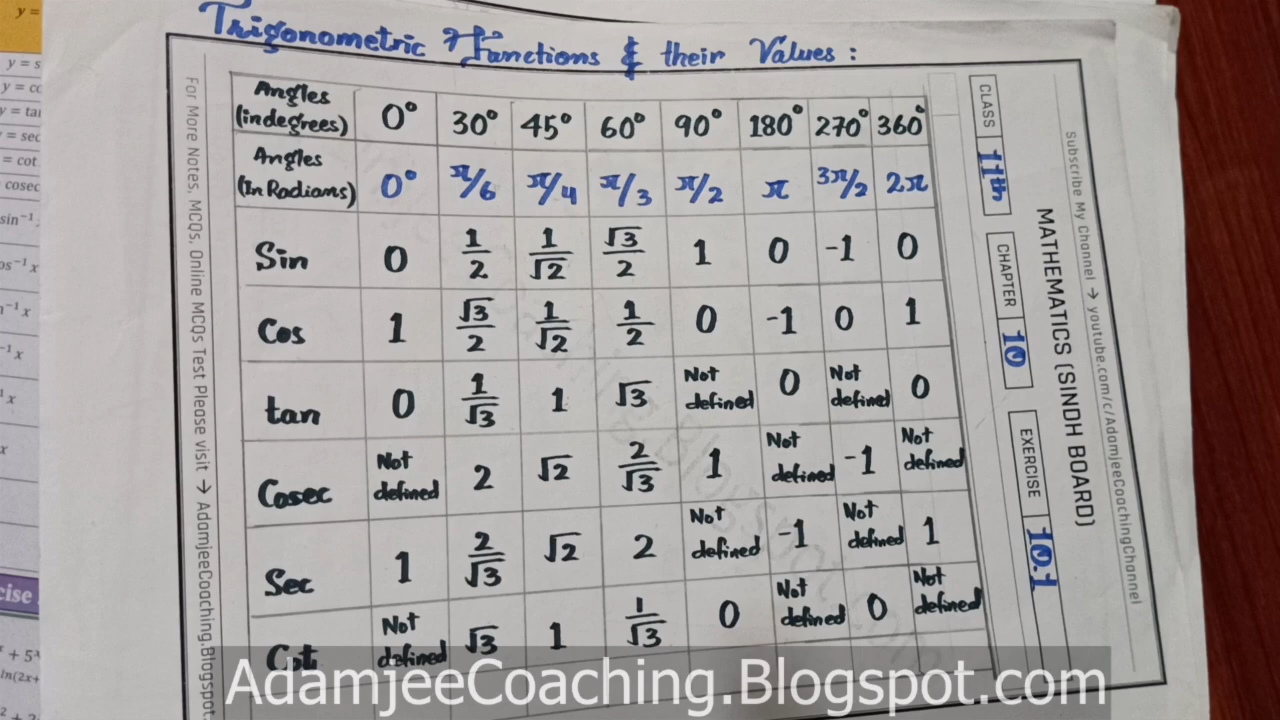 Trigonometric Functions & their Values :
Angles (in degrees) 0° 30° 45° 60° 90° 180° 270° 360°
Angles (In Radians) 0° π/6 π/4 π/3 π/2 π 3π/2 2π
Sin 0 1/2 1/√2 √3/2 1 0 -1 0
Cos 1 √3/2 1/√2 1/2 0 -1 0 1
tan 0 1/√3 1 √3 Not defined 0 Not defined 0
Cosec Not defined 2 √2 2/√3 1 Not defined -1 Not defined
Sec 1 2/√3 √2 2 Not defined -1 Not defined 1
Cot Not defined √3 1 1/√3 0 Not defined 0 Not defined
For More Notes, MCQs, Online MCQs Test Please visit → AdamjeeCoaching.Blogspot.
CLASS 11th CHAPTER 10 EXERCISE 10.1
MATHEMATICS (SINDH BOARD)
Subscribe My Channel → youtube.com/c/AdamjeeCoachingChannel
AdamjeeCoaching.Blogspot.com
y =
y = tan
= sec
= cot
cosec
sin⁻¹